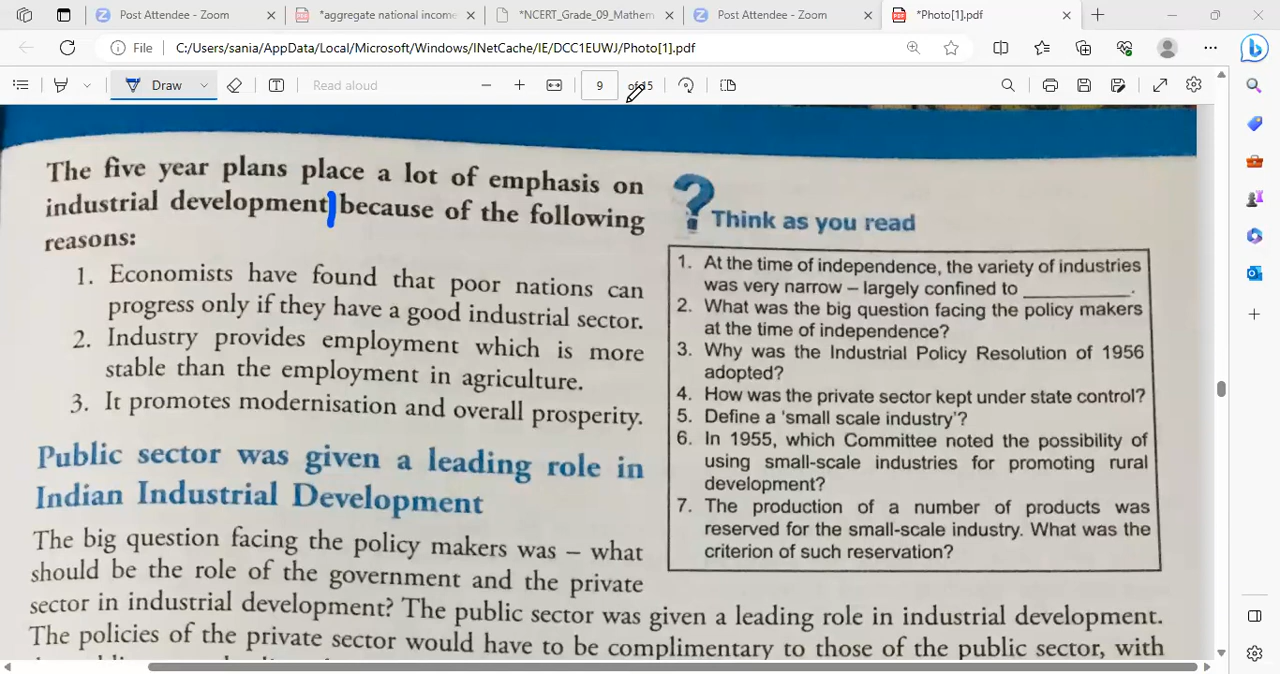 Post Attendee - Zoom
*aggregate national income
*NCERT_Grade_09_Mathem
Post Attendee - Zoom
*Photo[1].pdf
File
C:/Users/sania/AppData/Local/Microsoft/Windows/INetCache/IE/DCC1EUWJ/Photo[1].pdf
Draw
Read aloud
9
of 15
The five year plans place a lot of emphasis on
industrial development because of the following
reasons:
1. Economists have found that poor nations can
progress only if they have a good industrial sector.
2. Industry provides employment which is more
stable than the employment in agriculture.
3. It promotes modernisation and overall prosperity.
Public sector was given a leading role in
Indian Industrial Development
The big question facing the policy makers was – what
should be the role of the government and the private
sector in industrial development? The public sector was given a leading role in industrial development.
The policies of the private sector would have to be complimentary to those of the public sector, with
? Think as you read
1. At the time of independence, the variety of industries
was very narrow – largely confined to __________.
2. What was the big question facing the policy makers
at the time of independence?
3. Why was the Industrial Policy Resolution of 1956
adopted?
4. How was the private sector kept under state control?
5. Define a 'small scale industry'?
6. In 1955, which Committee noted the possibility of
using small-scale industries for promoting rural
development?
7. The production of a number of products was
reserved for the small-scale industry. What was the
criterion of such reservation?